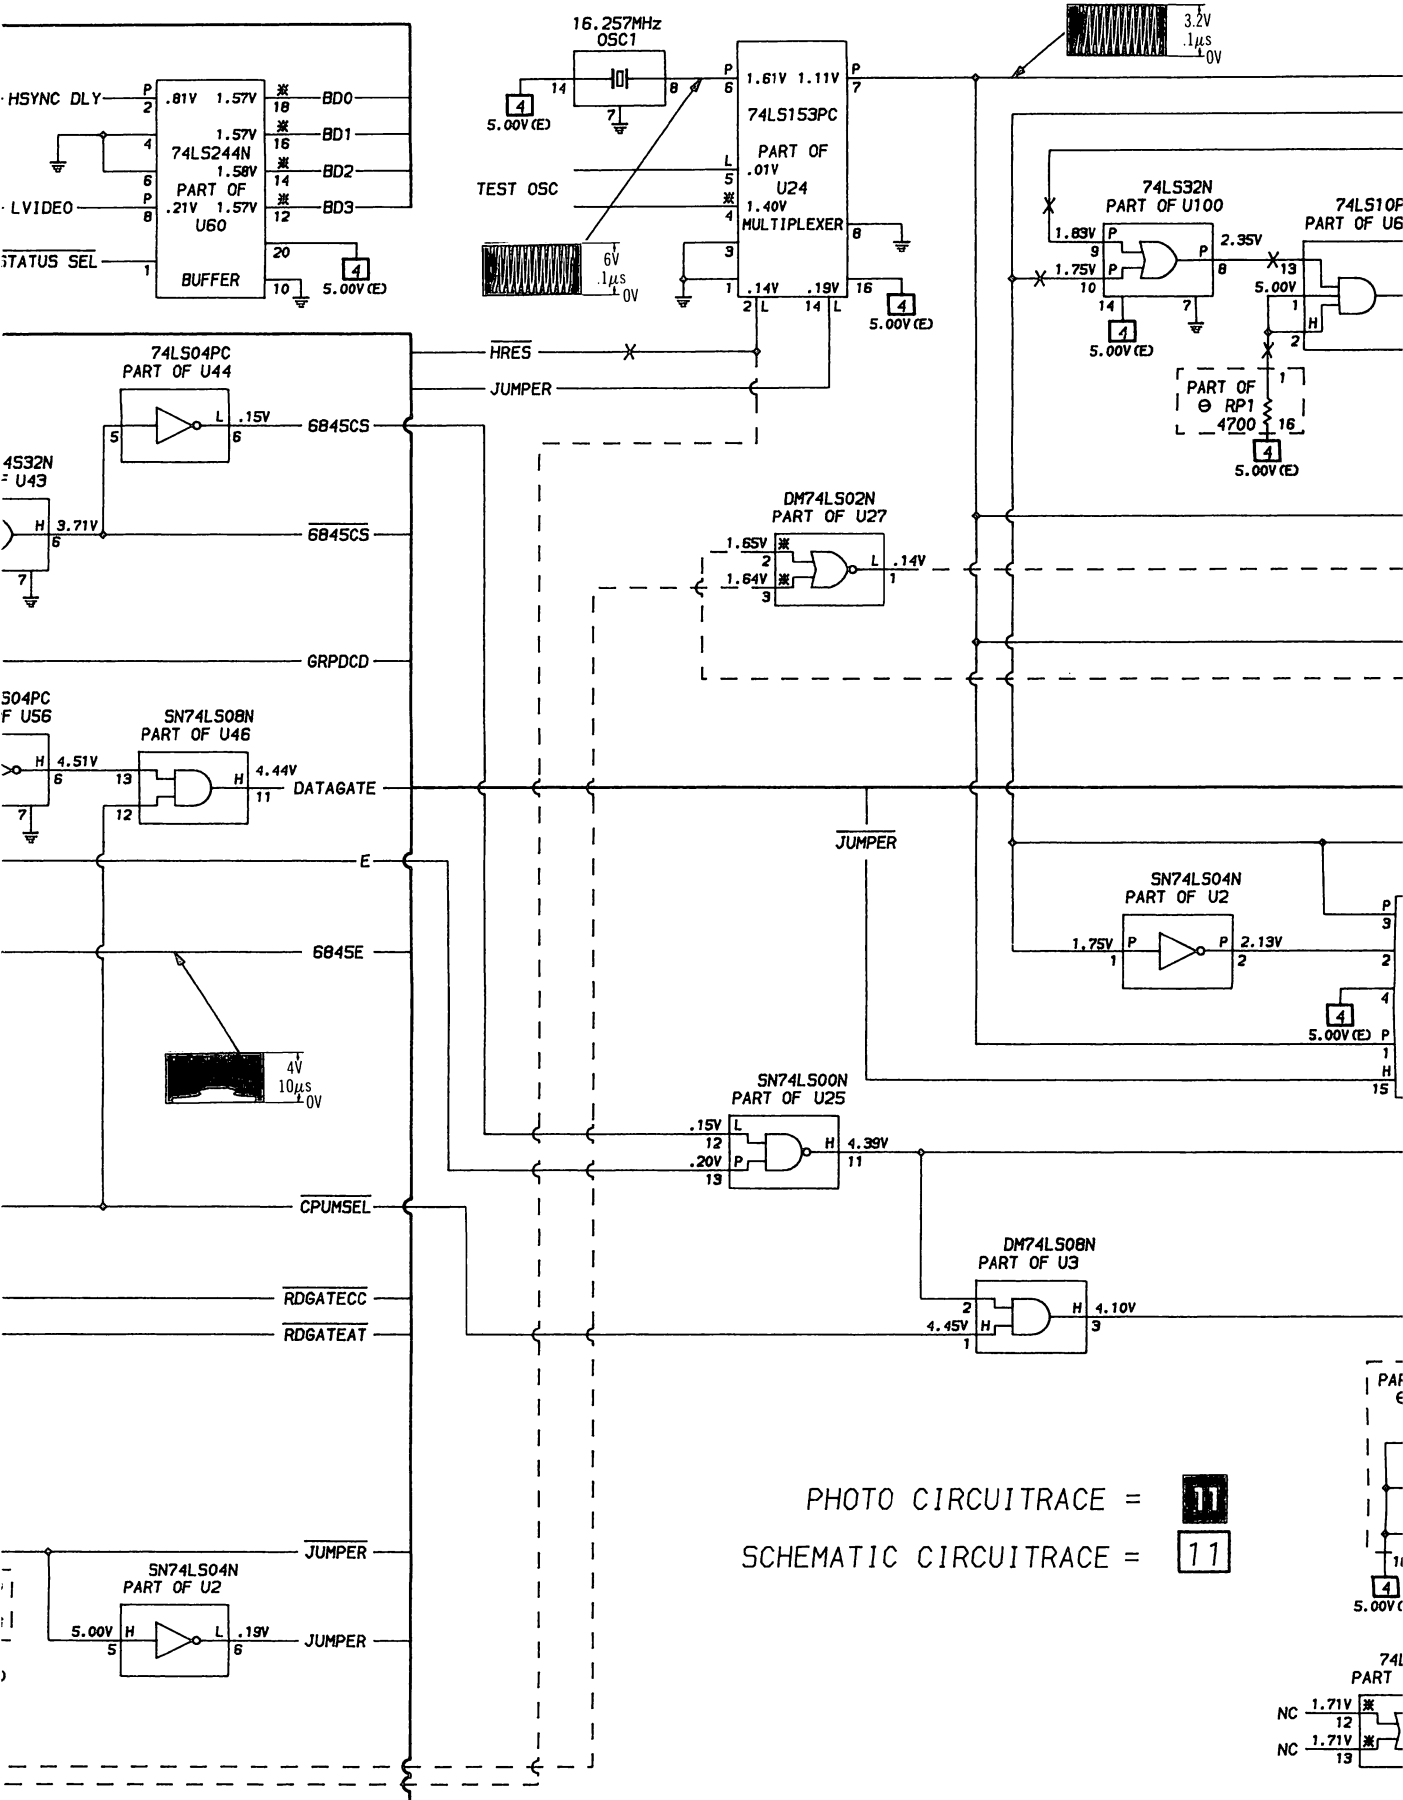 16.257MHz
OSC1
14
8
7
4
5.00V(E)
P
6
1.61V 1.11V
P
7
74LS153PC
PART OF
U24
MULTIPLEXER
L
5
.01V
※
4
1.40V
TEST OSC
3
1
8
.14V
.19V
2 L
14 L
16
4
5.00V(E)
6V
.1µs
0V
3.2V
.1µs
0V
HSYNC DLY
P
2
.81V 1.57V
※
18
BD0
4
1.57V
※
16
BD1
74LS244N
6
1.58V
※
14
BD2
PART OF
LVIDEO
P
8
.21V 1.57V
※
12
BD3
U60
20
4
5.00V(E)
STATUS SEL
1
BUFFER
10
74LS32N
PART OF U100
1.83V
P
9
1.75V
P
10
P
8
2.35V
14
7
4
5.00V(E)
74LS10P
PART OF U6
13
5.00V
1
H
2
1
PART OF
⊖ RP1
4700
16
4
5.00V(E)
HRES
JUMPER
74LS04PC
PART OF U44
5
L
6
.15V
6845CS
4S32N
F U43
H
6
3.71V
6845CS
7
DM74LS02N
PART OF U27
1.65V
※
2
1.64V
※
3
L
1
.14V
GRPDCD
S04PC
F U56
H
6
4.51V
7
SN74LS08N
PART OF U46
13
12
H
11
4.44V
DATAGATE
JUMPER
E
6845E
4V
10µs
0V
SN74LS04N
PART OF U2
1.75V
P
1
P
2
2.13V
P
3
2
4
4
5.00V(E)
P
1
H
15
SN74LS00N
PART OF U25
.15V
L
12
.20V
P
13
H
11
4.39V
CPUMSEL
DM74LS08N
PART OF U3
2
4.45V
H
1
H
3
4.10V
RDGATECC
RDGATEAT
PHOTO CIRCUITRACE = 11
SCHEMATIC CIRCUITRACE = 11
JUMPER
SN74LS04N
PART OF U2
5.00V
H
5
L
6
.19V
JUMPER
4
5.00V
74L
PART
NC
1.71V
※
12
NC
1.71V
※
13